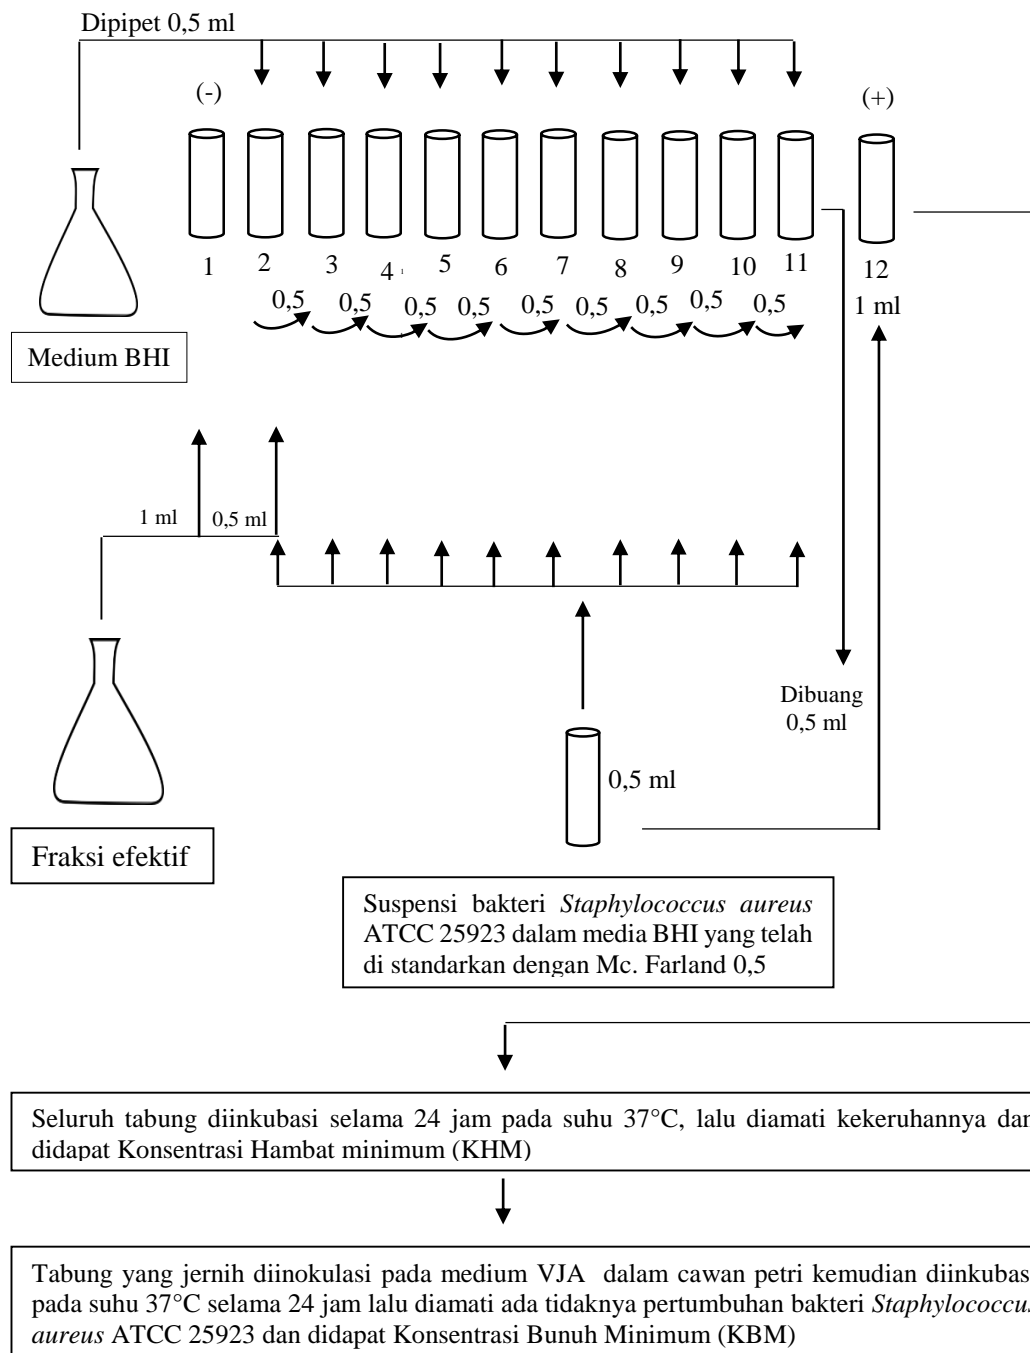 Dipipet 0,5 ml
(-)
(+)
1 2 3 4 5 6 7 8 9 10 11 12
0,5 0,5 0,5 0,5 0,5 0,5 0,5 0,5 0,5
1 ml
Medium BHI
1 ml
0,5 ml
Dibuang
0,5 ml
0,5 ml
Fraksi efektif
Suspensi bakteri Staphylococcus aureus
ATCC 25923 dalam media BHI yang telah
di standarkan dengan Mc. Farland 0,5
Seluruh tabung diinkubasi selama 24 jam pada suhu 37°C, lalu diamati kekeruhannya dan
didapat Konsentrasi Hambat minimum (KHM)
Tabung yang jernih diinokulasi pada medium VJA dalam cawan petri kemudian diinkubas
pada suhu 37°C selama 24 jam lalu diamati ada tidaknya pertumbuhan bakteri Staphylococcus
aureus ATCC 25923 dan didapat Konsentrasi Bunuh Minimum (KBM)